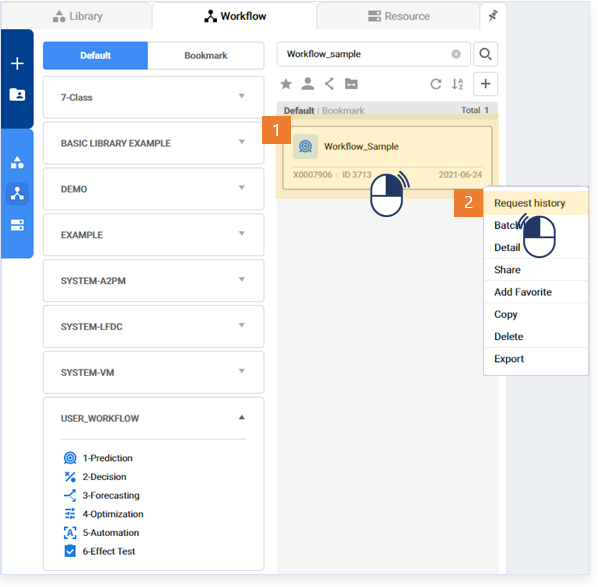 Library
Workflow
Resource
Default
Bookmark
7-Class
BASIC LIBRARY EXAMPLE
DEMO
EXAMPLE
SYSTEM-A2PM
SYSTEM-LFDC
SYSTEM-VM
USER_WORKFLOW
1-Prediction
2-Decision
3-Forecasting
4-Optimization
5-Automation
6-Effect Test
Workflow_sample
Default | Bookmark Total 1
1
Workflow_Sample
X0007906 | ID 3713 2021-06-24
2
Request history
Batch
Detail
Share
Add Favorite
Copy
Delete
Export